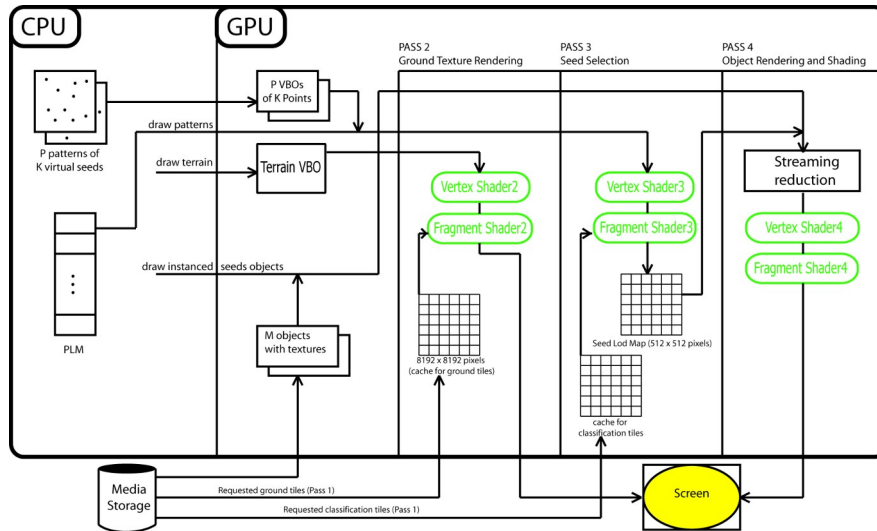 CPU
GPU
PASS 2
Ground Texture Rendering
PASS 3
Seed Selection
PASS 4
Object Rendering and Shading
P VBOs
of K Points
draw patterns
P patterns of
K virtual seeds
draw terrain
Terrain VBO
Streaming
reduction
Vertex Shader2
Vertex Shader3
Fragment Shader2
Fragment Shader3
Vertex Shader4
Fragment Shader4
draw instanced seeds objects
PLM
M objects
with textures
8192 x 8192 pixels
(cache for ground tiles)
Seed Lod Map (512 x 512 pixels)
cache for
classification tiles
Media
Storage
Requested ground tiles (Pass 1)
Requested classification tiles (Pass 1)
Screen